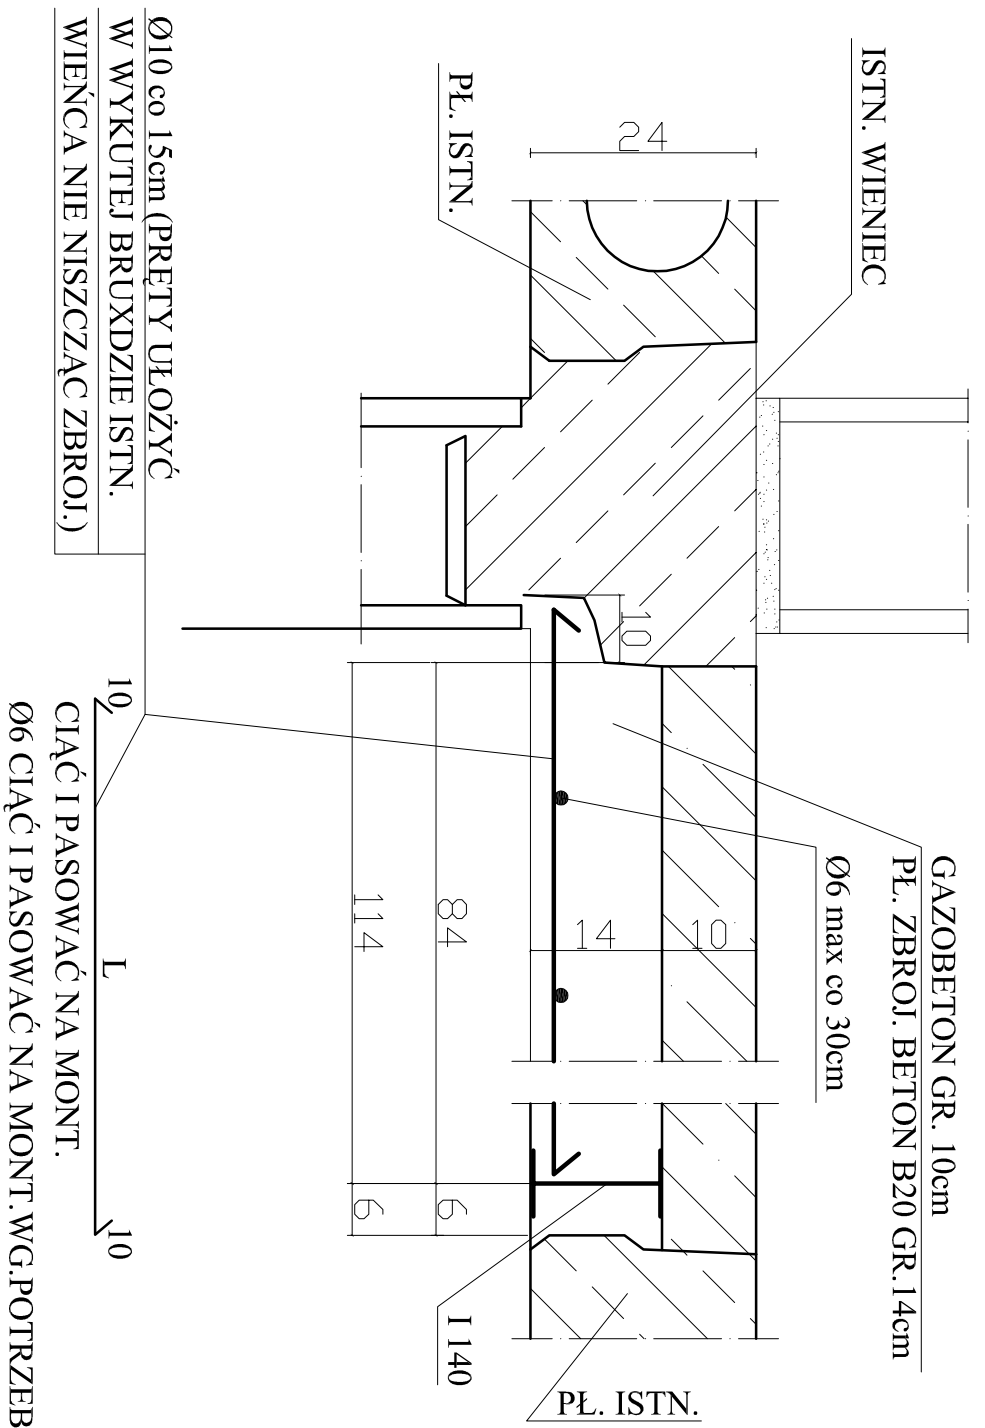 ISTN. WIENIEC
GAZOBETON GR. 10cm
PŁ. ZBROJ. BETON B20 GR.14cm
Ø6 max co 30cm
24
PŁ. ISTN.
10
14
10
PŁ. ISTN.
I 140
84
6
114
6
Ø10 co 15cm (PRĘTY UŁOŻYĆ
W WYKUTEJ BRUXDZIE ISTN.
WIEŃCA NIE NISZCZĄC ZBROJ.)
10
L
10
CIĄĆ I PASOWAĆ NA MONT.
Ø6 CIĄĆ I PASOWAĆ NA MONT.WG.POTRZEB